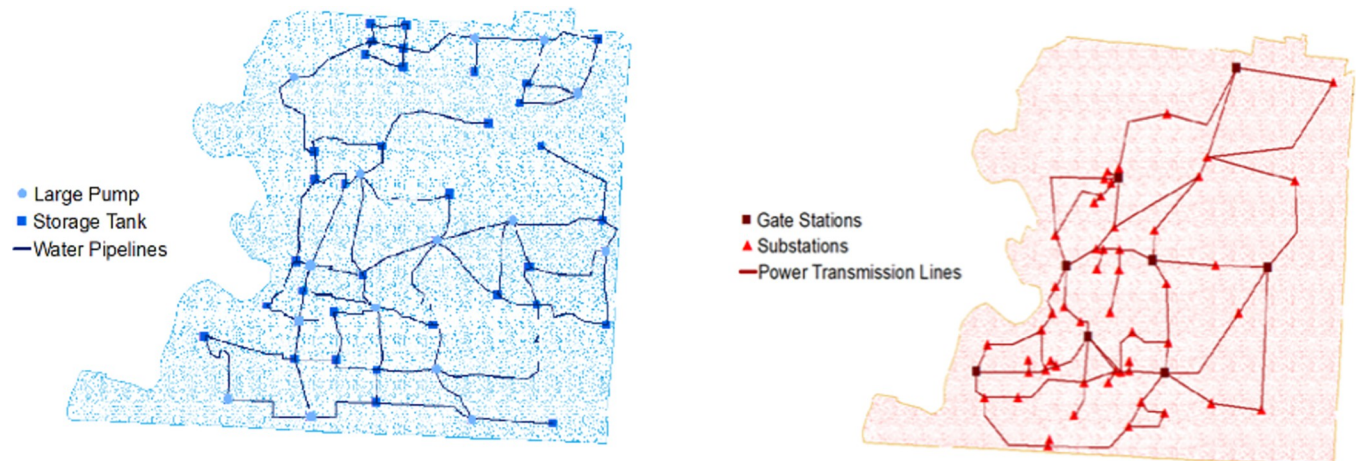 Large Pump
Storage Tank
Water Pipelines
Gate Stations
Substations
Power Transmission Lines